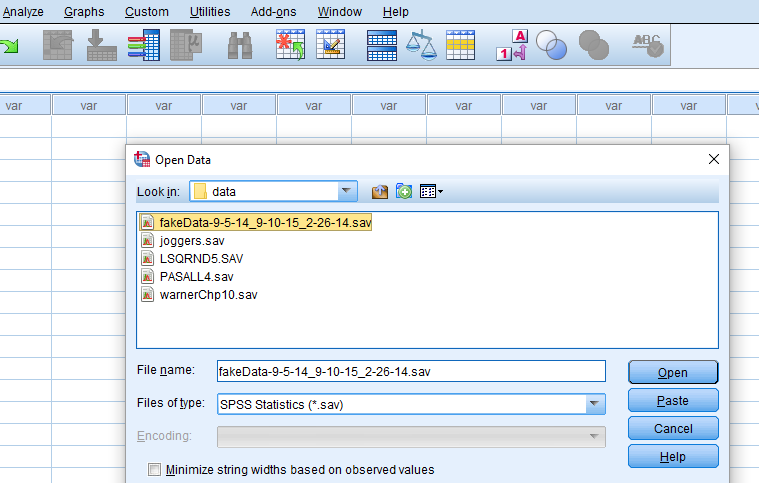 Analyze Graphs Custom Utilities Add-ons Window Help
A
1
ABC
var var var var var var var var var var
Open Data
Look in: data
fakeData-9-5-14_9-10-15_2-26-14.sav
joggers.sav
LSQRND5.SAV
PASALL4.sav
warnerChp10.sav
File name: fakeData-9-5-14_9-10-15_2-26-14.sav Open
Files of type: SPSS Statistics (*.sav) Paste
Encoding: Cancel
Help
Minimize string widths based on observed values